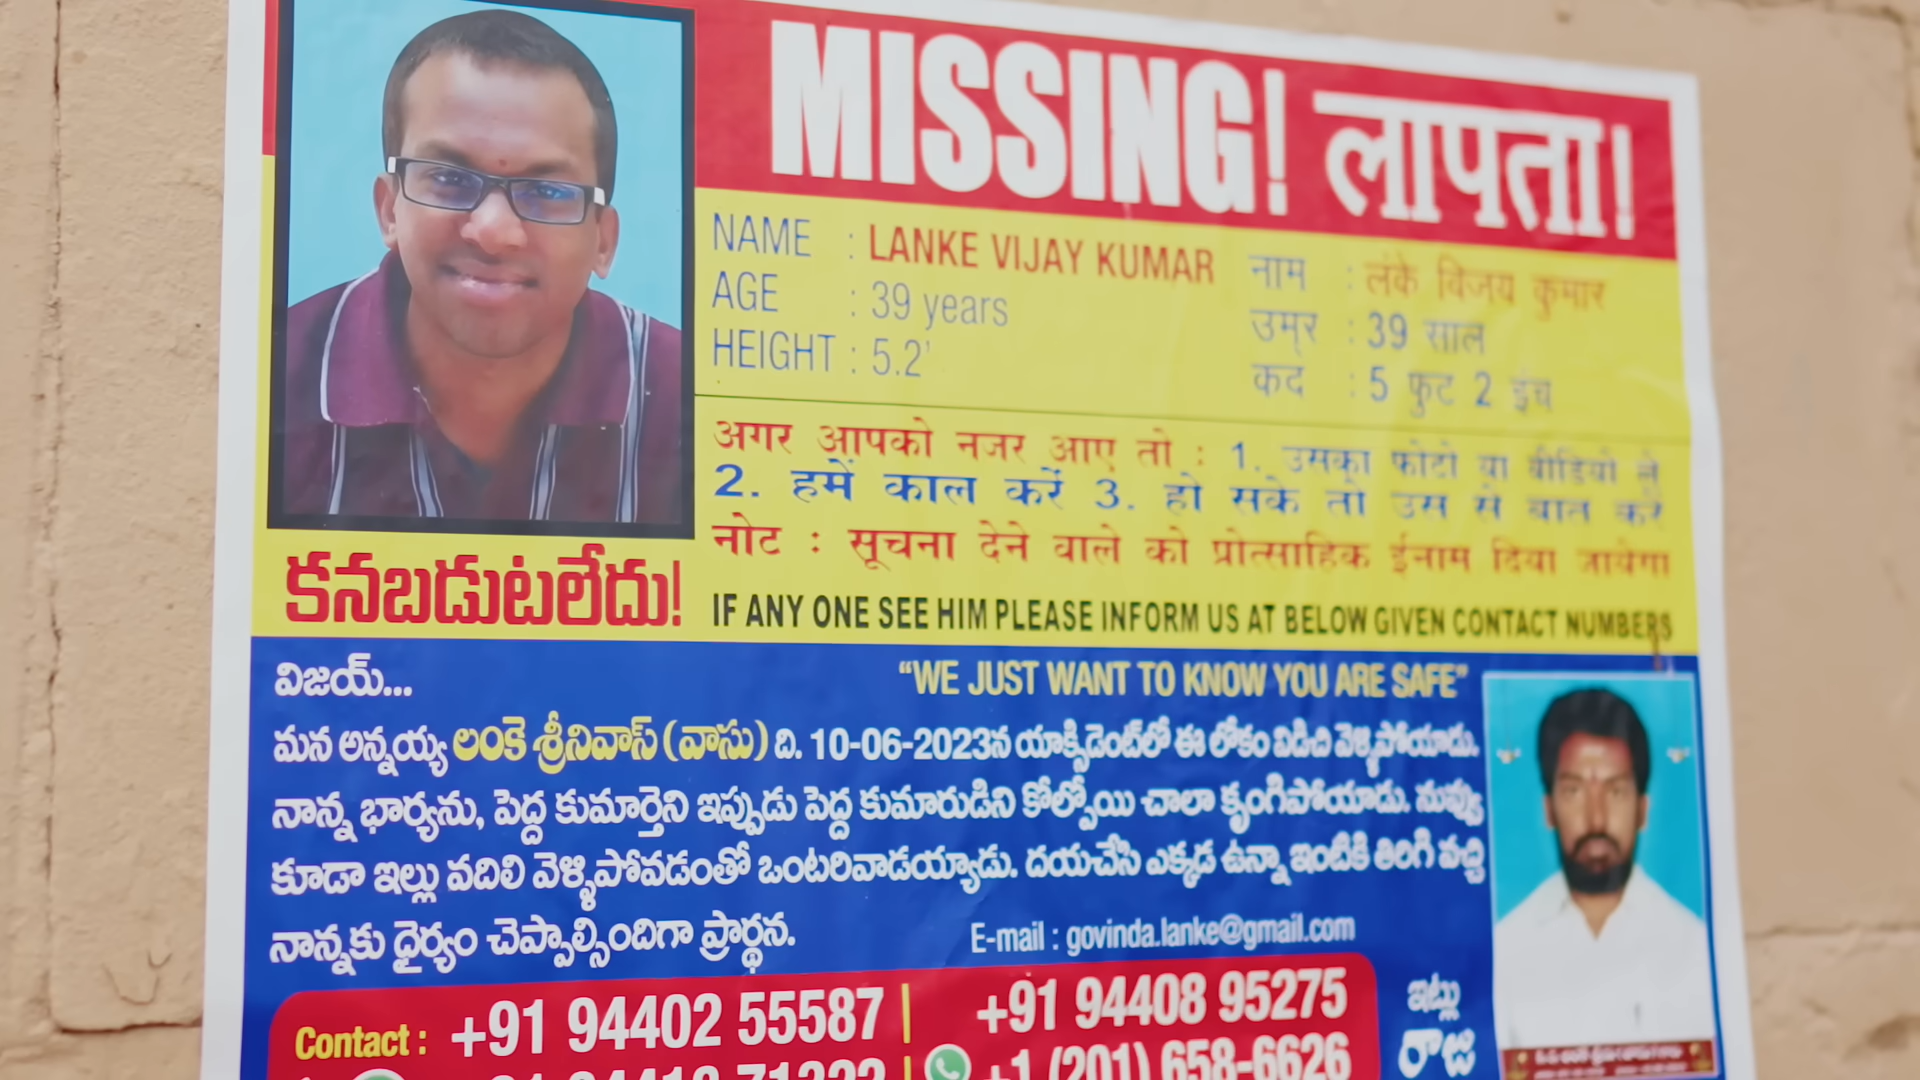 MISSING! लापता!
NAME : LANKE VIJAY KUMAR
AGE : 39 years
HEIGHT : 5.2'
नाम : लंके विजय कुमार
उम्र : 39 साल
कद : 5 फुट 2 इंच
अगर आपको नजर आए तो : 1. उसका फोटो या वीडियो ले
2. हमें काल करें 3. हो सके तो उस से बात करें
नोट : सूचना देने वाले को प्रोत्साहिक ईनाम दिया जायेगा
కనబడుటలేదు!
IF ANY ONE SEE HIM PLEASE INFORM US AT BELOW GIVEN CONTACT NUMBERS
విజయ్...
“WE JUST WANT TO KNOW YOU ARE SAFE”
మన అన్నయ్య లంకె శ్రీనివాస్ (వాసు) ది. 10-06-2023న యాక్సిడెంట్‌లో ఈ లోకం విడిచి వెళ్ళిపోయాడు.
నాన్న భార్యను, పెద్ద కుమార్తెని ఇప్పుడు పెద్ద కుమారుడిని కోల్పోయి చాలా కృంగిపోయాడు. నువ్వు
కూడా ఇల్లు వదిలి వెళ్ళిపోవడంతో ఒంటరివాడయ్యాడు. దయచేసి ఎక్కడ ఉన్నా ఇంటికి తిరిగి వచ్చి
నాన్నకు ధైర్యం చెప్పాల్సిందిగా ప్రార్థన.
E-mail : govinda.lanke@gmail.com
Contact : +91 94402 55587 | +91 94408 95275
+1 (201) 658-6626
ఇట్లు
రాజు